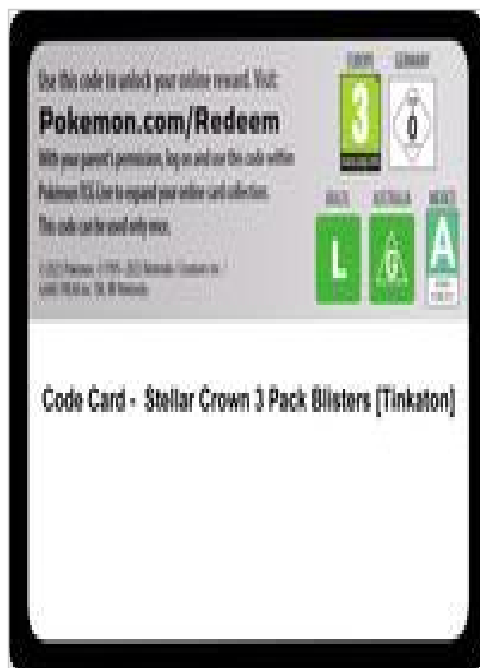 Use this code to unlock your online reward. Visit:
Pokemon.com/Redeem
With your parent's permission, log on and use this code within
Pokemon TCG Live to expand your online card collection.
This code can be used only once.
EUROPE GERMANY
3
0
BRAZIL AUSTRALIA MEXICO
L G A
Code Card - Stellar Crown 3 Pack Blisters [Tinkaton]